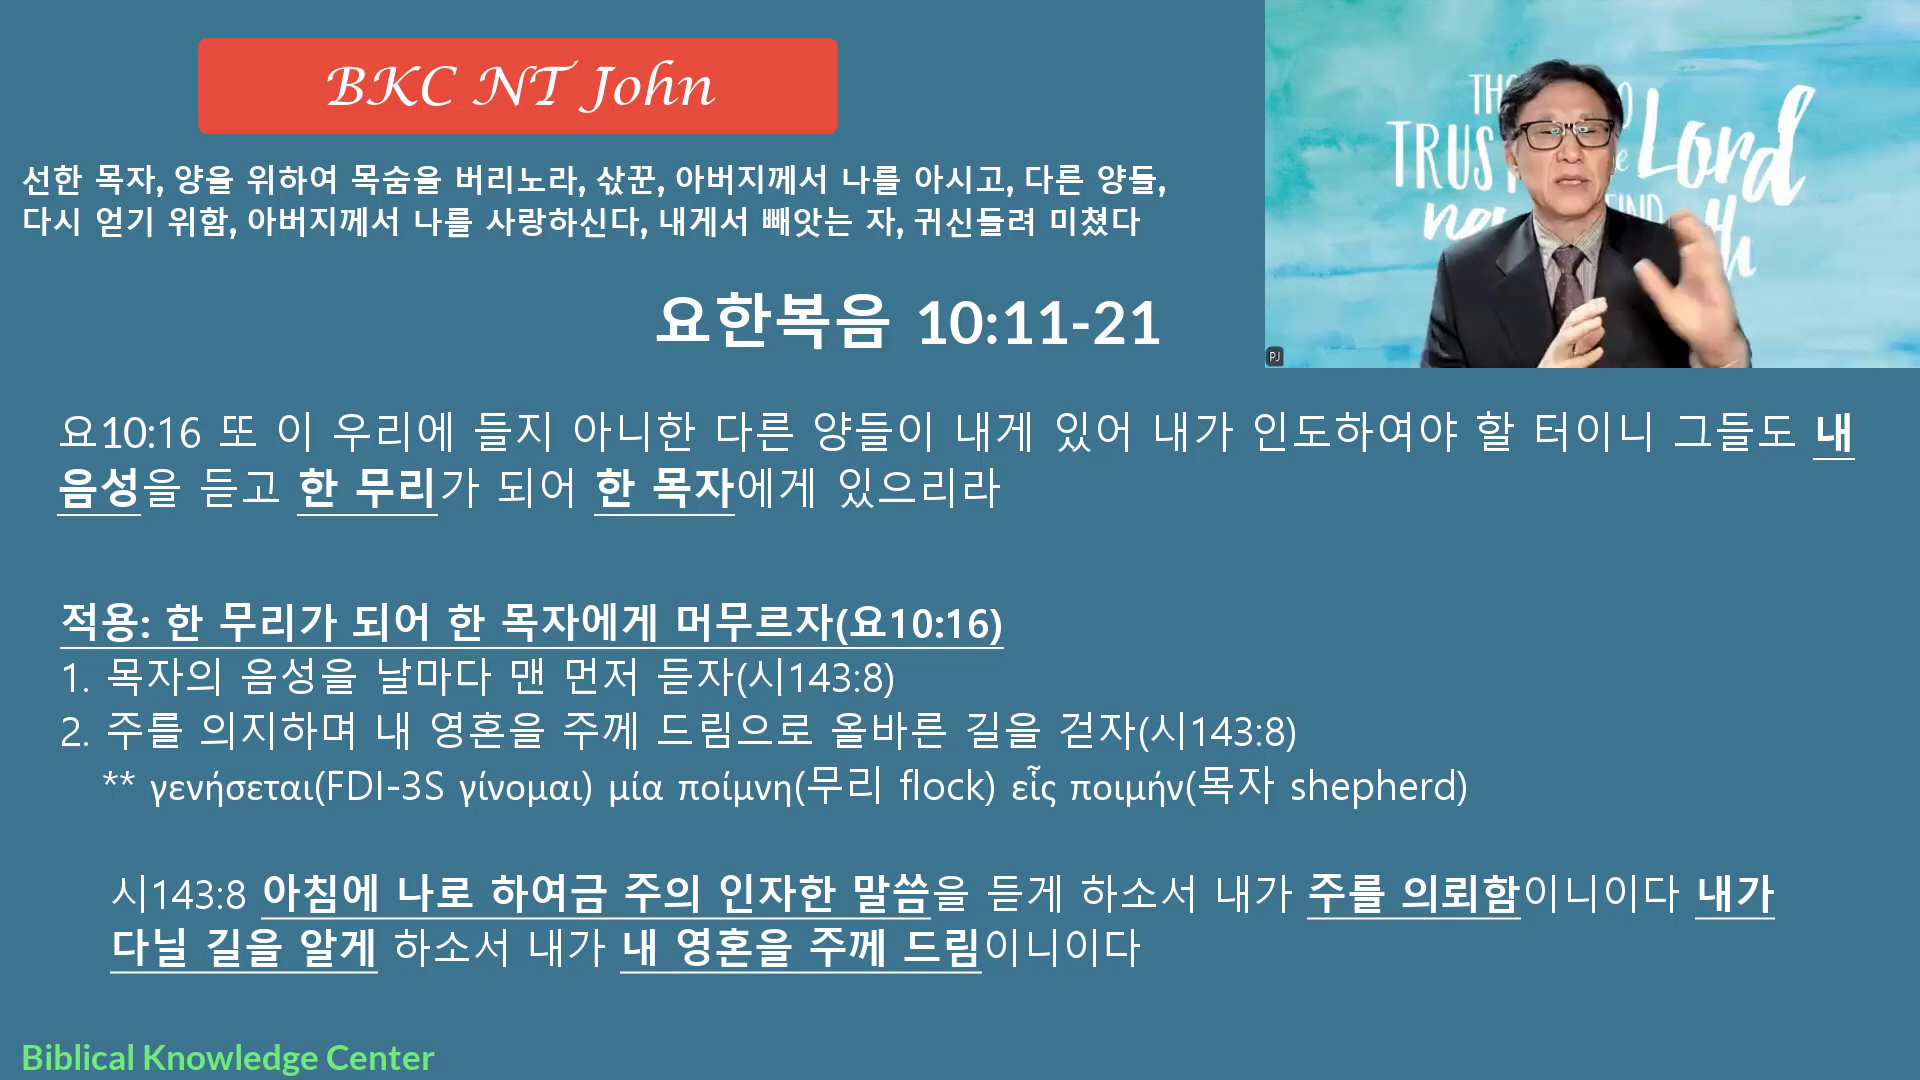 BKC NT John
선한 목자, 양을 위하여 목숨을 버리노라, 삯꾼, 아버지께서 나를 아시고, 다른 양들,
다시 얻기 위함, 아버지께서 나를 사랑하신다, 내게서 빼앗는 자, 귀신들려 미쳤다
요한복음 10:11-21
TRUS
Lord
FIND
PJ
요10:16 또 이 우리에 들지 아니한 다른 양들이 내게 있어 내가 인도하여야 할 터이니 그들도 내
음성을 듣고 한 무리가 되어 한 목자에게 있으리라
적용: 한 무리가 되어 한 목자에게 머무르자(요10:16)
1. 목자의 음성을 날마다 맨 먼저 듣자(시143:8)
2. 주를 의지하며 내 영혼을 주께 드림으로 올바른 길을 걷자(시143:8)
** γενήσεται(FDI-3S γίνομαι) μία ποίμνη(무리 flock) εἷς ποιμήν(목자 shepherd)
시143:8 아침에 나로 하여금 주의 인자한 말씀을 듣게 하소서 내가 주를 의뢰함이니이다 내가
다닐 길을 알게 하소서 내가 내 영혼을 주께 드림이니이다
Biblical Knowledge Center